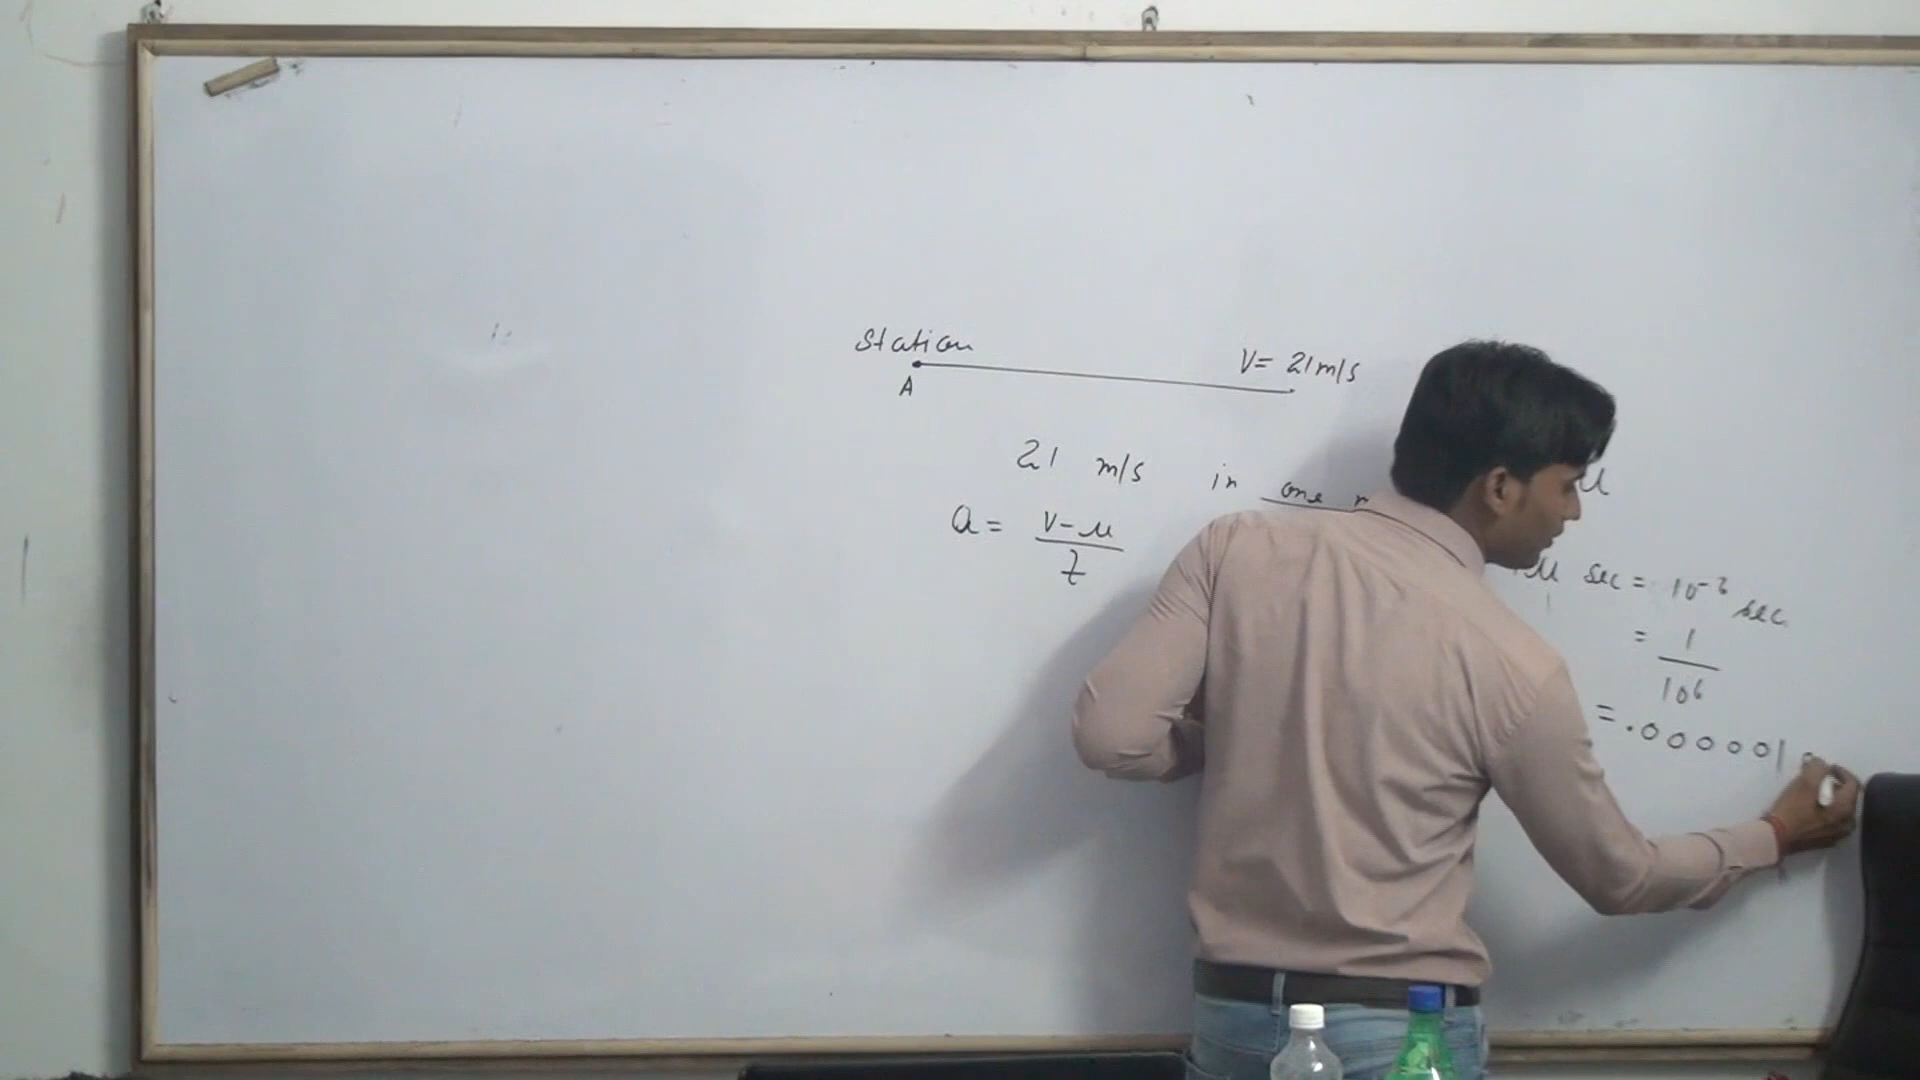 Station
V= 21 m/s
A
21 m/s in one
a = v-u / t
μ sec = 10-6 sec.
= 1 / 106
= .000001